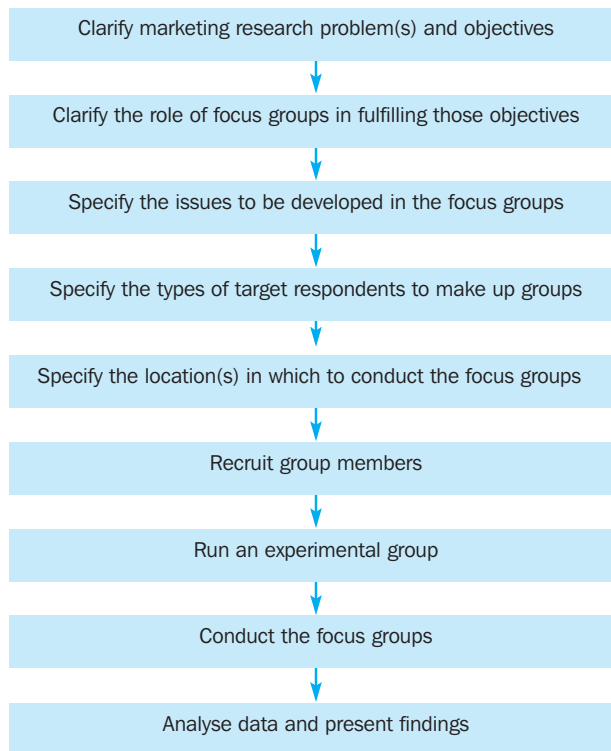 Clarify marketing research problem(s) and objectives
Clarify the role of focus groups in fulfilling those objectives
Specify the issues to be developed in the focus groups
Specify the types of target respondents to make up groups
Specify the location(s) in which to conduct the focus groups
Recruit group members
Run an experimental group
Conduct the focus groups
Analyse data and present findings